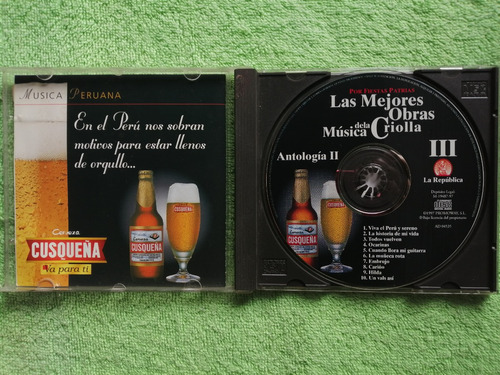 MUSICA PERUANA
En el Perú nos sobran
motivos para estar llenos
de orgullo...
Cerveza
CUSQUEÑA
Va para ti
CUSQUEÑA
POR FIESTAS PATRIAS
Las Mejores
Obras
dela
Música Criolla
Antología II
III
La República
CUSQUEÑA
1. Viva el Perú y sereno
2. La historia de mi vida
3. Todos vuelven
4. Ocarinas
5. Cuando llora mi guitarra
6. La muñeca rota
7. Embrujo
8. Cariño
9. Hilda
10. Un vals así